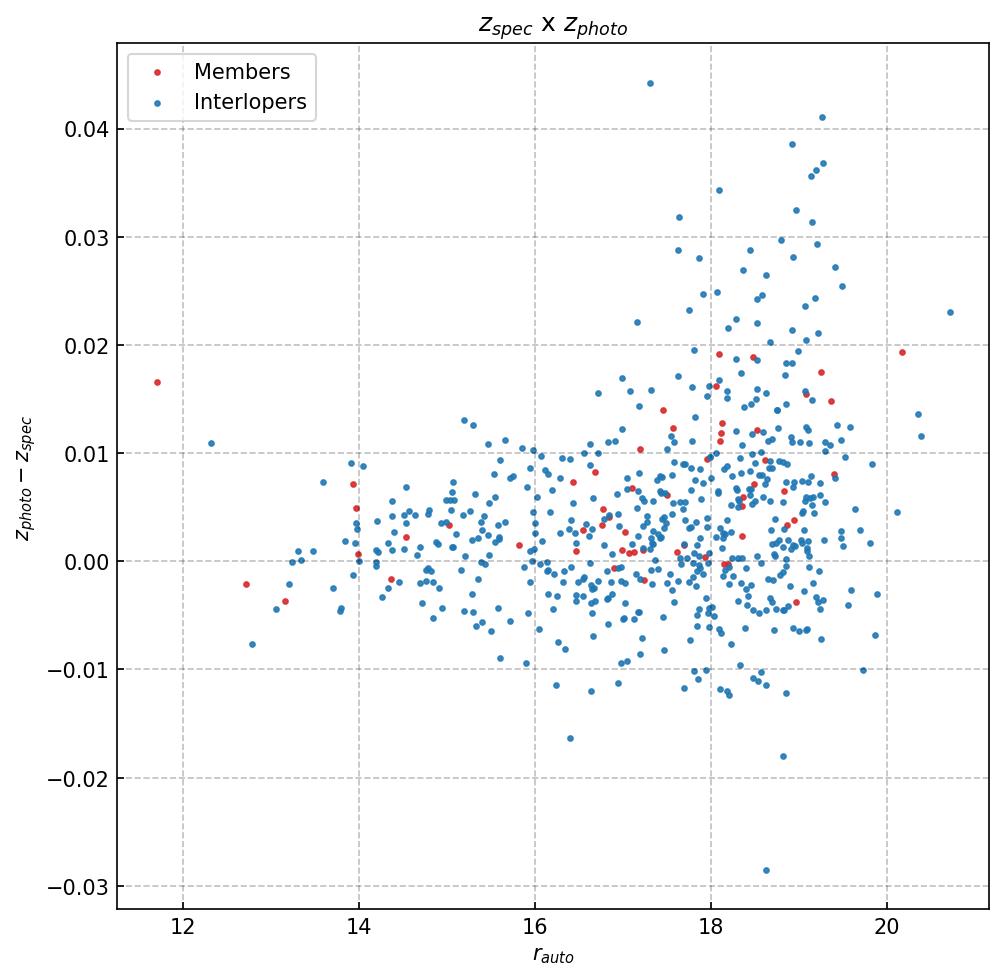 z_spec x z_photo
Members
Interlopers
0.04
0.03
0.02
0.01
0.00
−0.01
−0.02
−0.03
z_photo − z_spec
12 14 16 18 20
r_auto